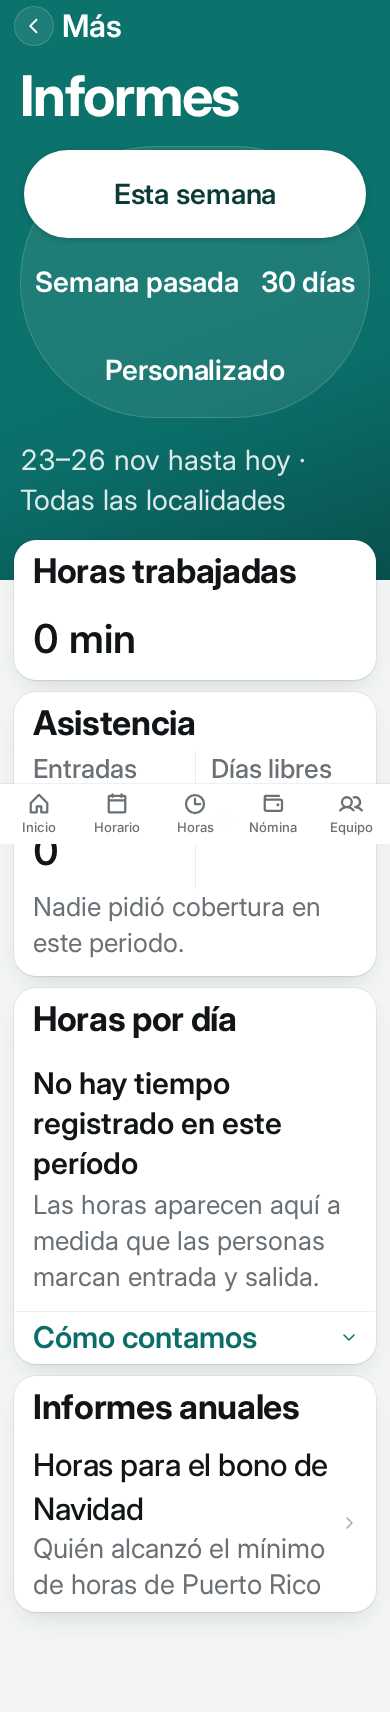 Más
Informes
Esta semana
Semana pasada 30 días
Personalizado
23–26 nov hasta hoy ·
Todas las localidades
Horas trabajadas
0 min
Asistencia
Entradas Días libres
Inicio Horario Horas Nómina Equipo
0
Nadie pidió cobertura en
este periodo.
Horas por día
No hay tiempo
registrado en este
período
Las horas aparecen aquí a
medida que las personas
marcan entrada y salida.
Cómo contamos
Informes anuales
Horas para el bono de
Navidad
Quién alcanzó el mínimo
de horas de Puerto Rico